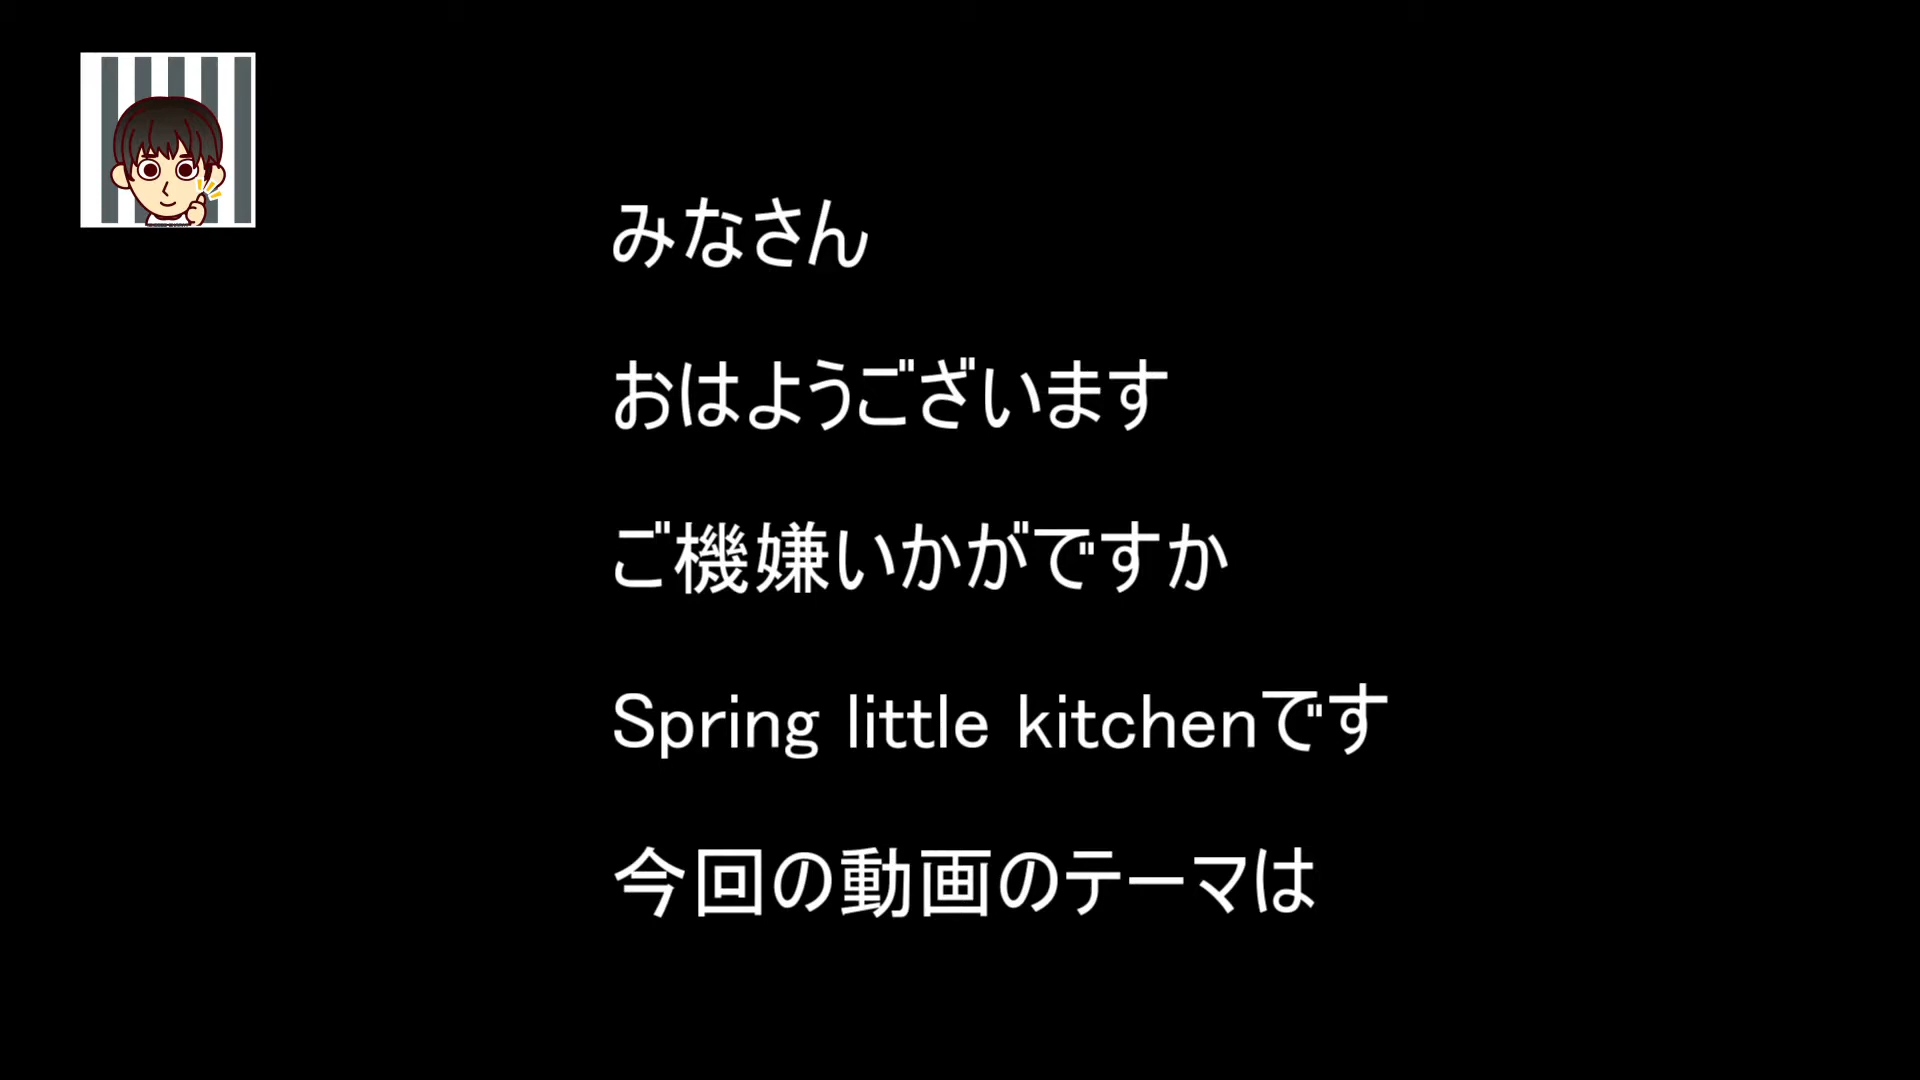 みなさん
おはようございます
ご機嫌いかがですか
Spring little kitchenです
今回の動画のテーマは